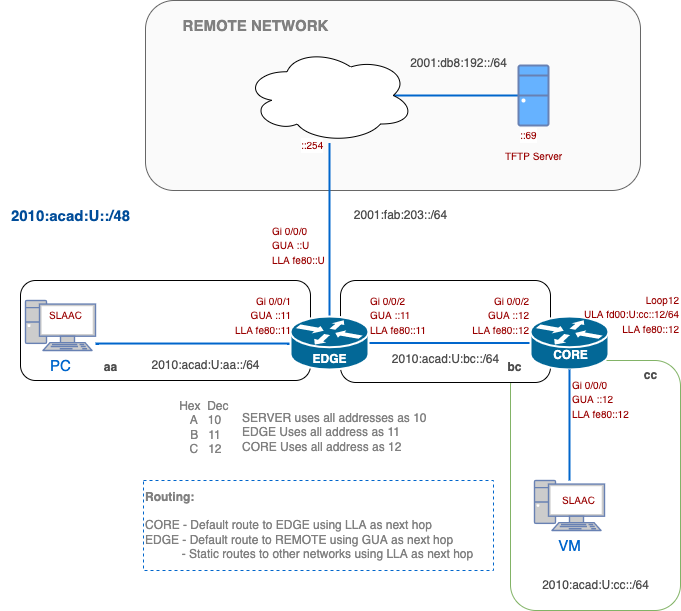 REMOTE NETWORK
2001:db8:192::/64
::69
TFTP Server
::254
2010:acad:U::/48
2001:fab:203::/64
Gi 0/0/0
GUA ::U
LLA fe80::U
SLAAC
PC
aa
Gi 0/0/1
GUA ::11
LLA fe80::11
2010:acad:U:aa::/64
EDGE
Gi 0/0/2
GUA ::11
LLA fe80::11
2010:acad:U:bc::/64
Gi 0/0/2
GUA ::12
LLA fe80::12
bc
CORE
Loop12
ULA fd00:U:cc::12/64
LLA fe80::12
cc
Gi 0/0/0
GUA ::12
LLA fe80::12
SLAAC
VM
2010:acad:U:cc::/64
Hex Dec
A 10 SERVER uses all addresses as 10
B 11 EDGE Uses all address as 11
C 12 CORE Uses all address as 12
Routing:
CORE - Default route to EDGE using LLA as next hop
EDGE - Default route to REMOTE using GUA as next hop
- Static routes to other networks using LLA as next hop